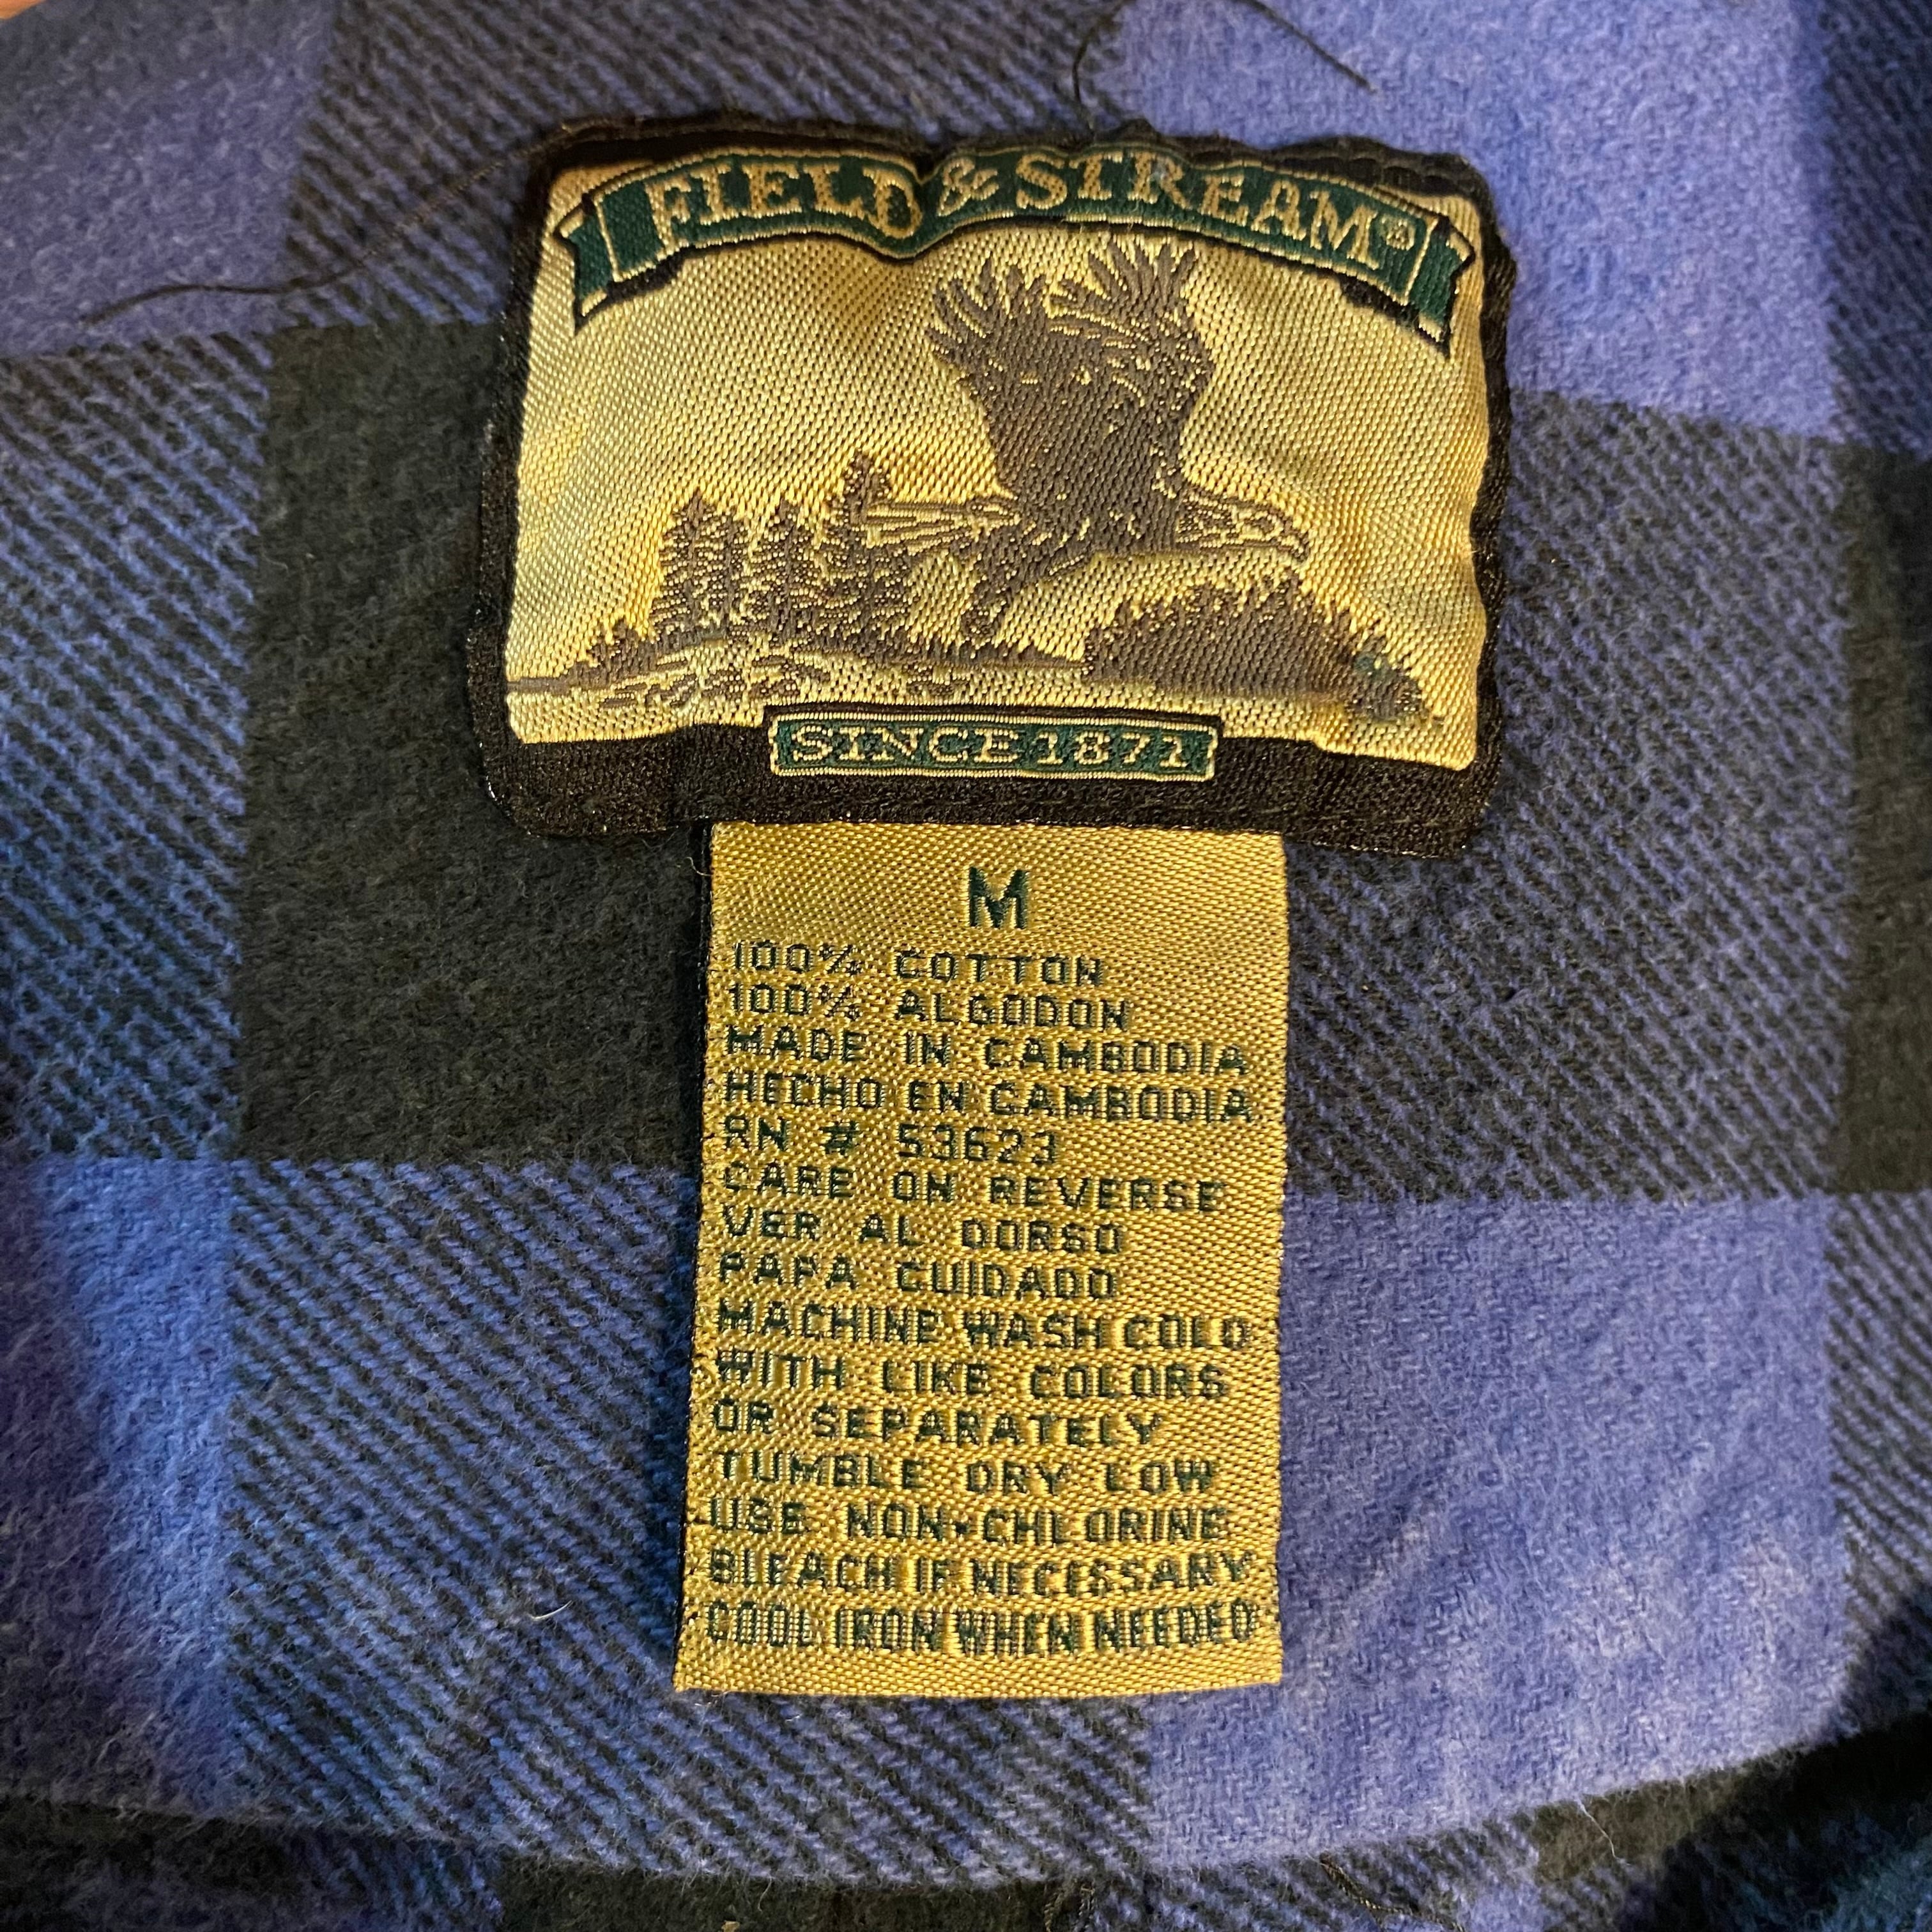 FIELD & STREAM®
SINCE 1871
M
100% COTTON
100% ALGODON
MADE IN CAMBODIA
HECHO EN CAMBODIA
RN # 53623
CARE ON REVERSE
VER AL DORSO
PAPA CUIDADO
MACHINE WASH COLD
WITH LIKE COLORS
OR SEPARATELY
TUMBLE DRY LOW
USE NON-CHLORINE
BLEACH IF NECESSARY
COOL IRON WHEN NEEDED